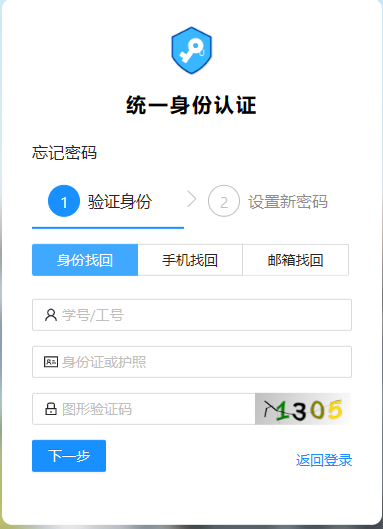 统一身份认证
忘记密码
1 验证身份 2 设置新密码
身份找回 手机找回 邮箱找回
学号/工号
身份证或护照
图形验证码
下一步 返回登录